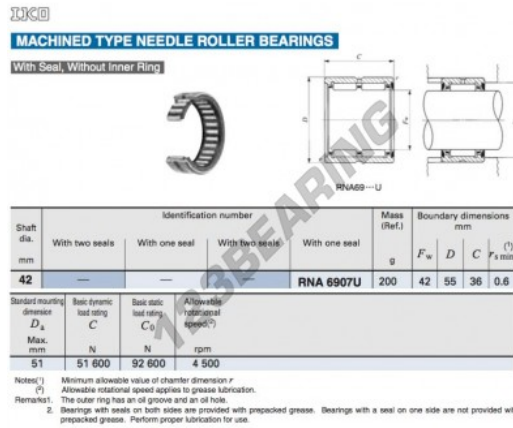 IKO
MACHINED TYPE NEEDLE ROLLER BEARINGS
With Seal, Without Inner Ring
C
r
D
Fw
RNA69···U
123BEARING
Shaft dia. mm
Identification number
With two seals
With one seal
With two seals
With one seal
Mass (Ref.) g
Boundary dimensions mm
Fw D C rs min (1)
42 — — — RNA 6907U 200 42 55 36 0.6
Standard mounting dimension Da Max. mm
Basic dynamic load rating C N
Basic static load rating C0 N
Allowable rotational speed(2) rpm
51 51 600 92 600 4 500
Notes(1) Minimum allowable value of chamfer dimension r
(2) Allowable rotational speed applies to grease lubrication.
Remarks1. The outer ring has an oil groove and an oil hole.
2. Bearings with seals on both sides are provided with prepacked grease. Bearings with a seal on one side are not provided wi
prepacked grease. Perform proper lubrication for use.